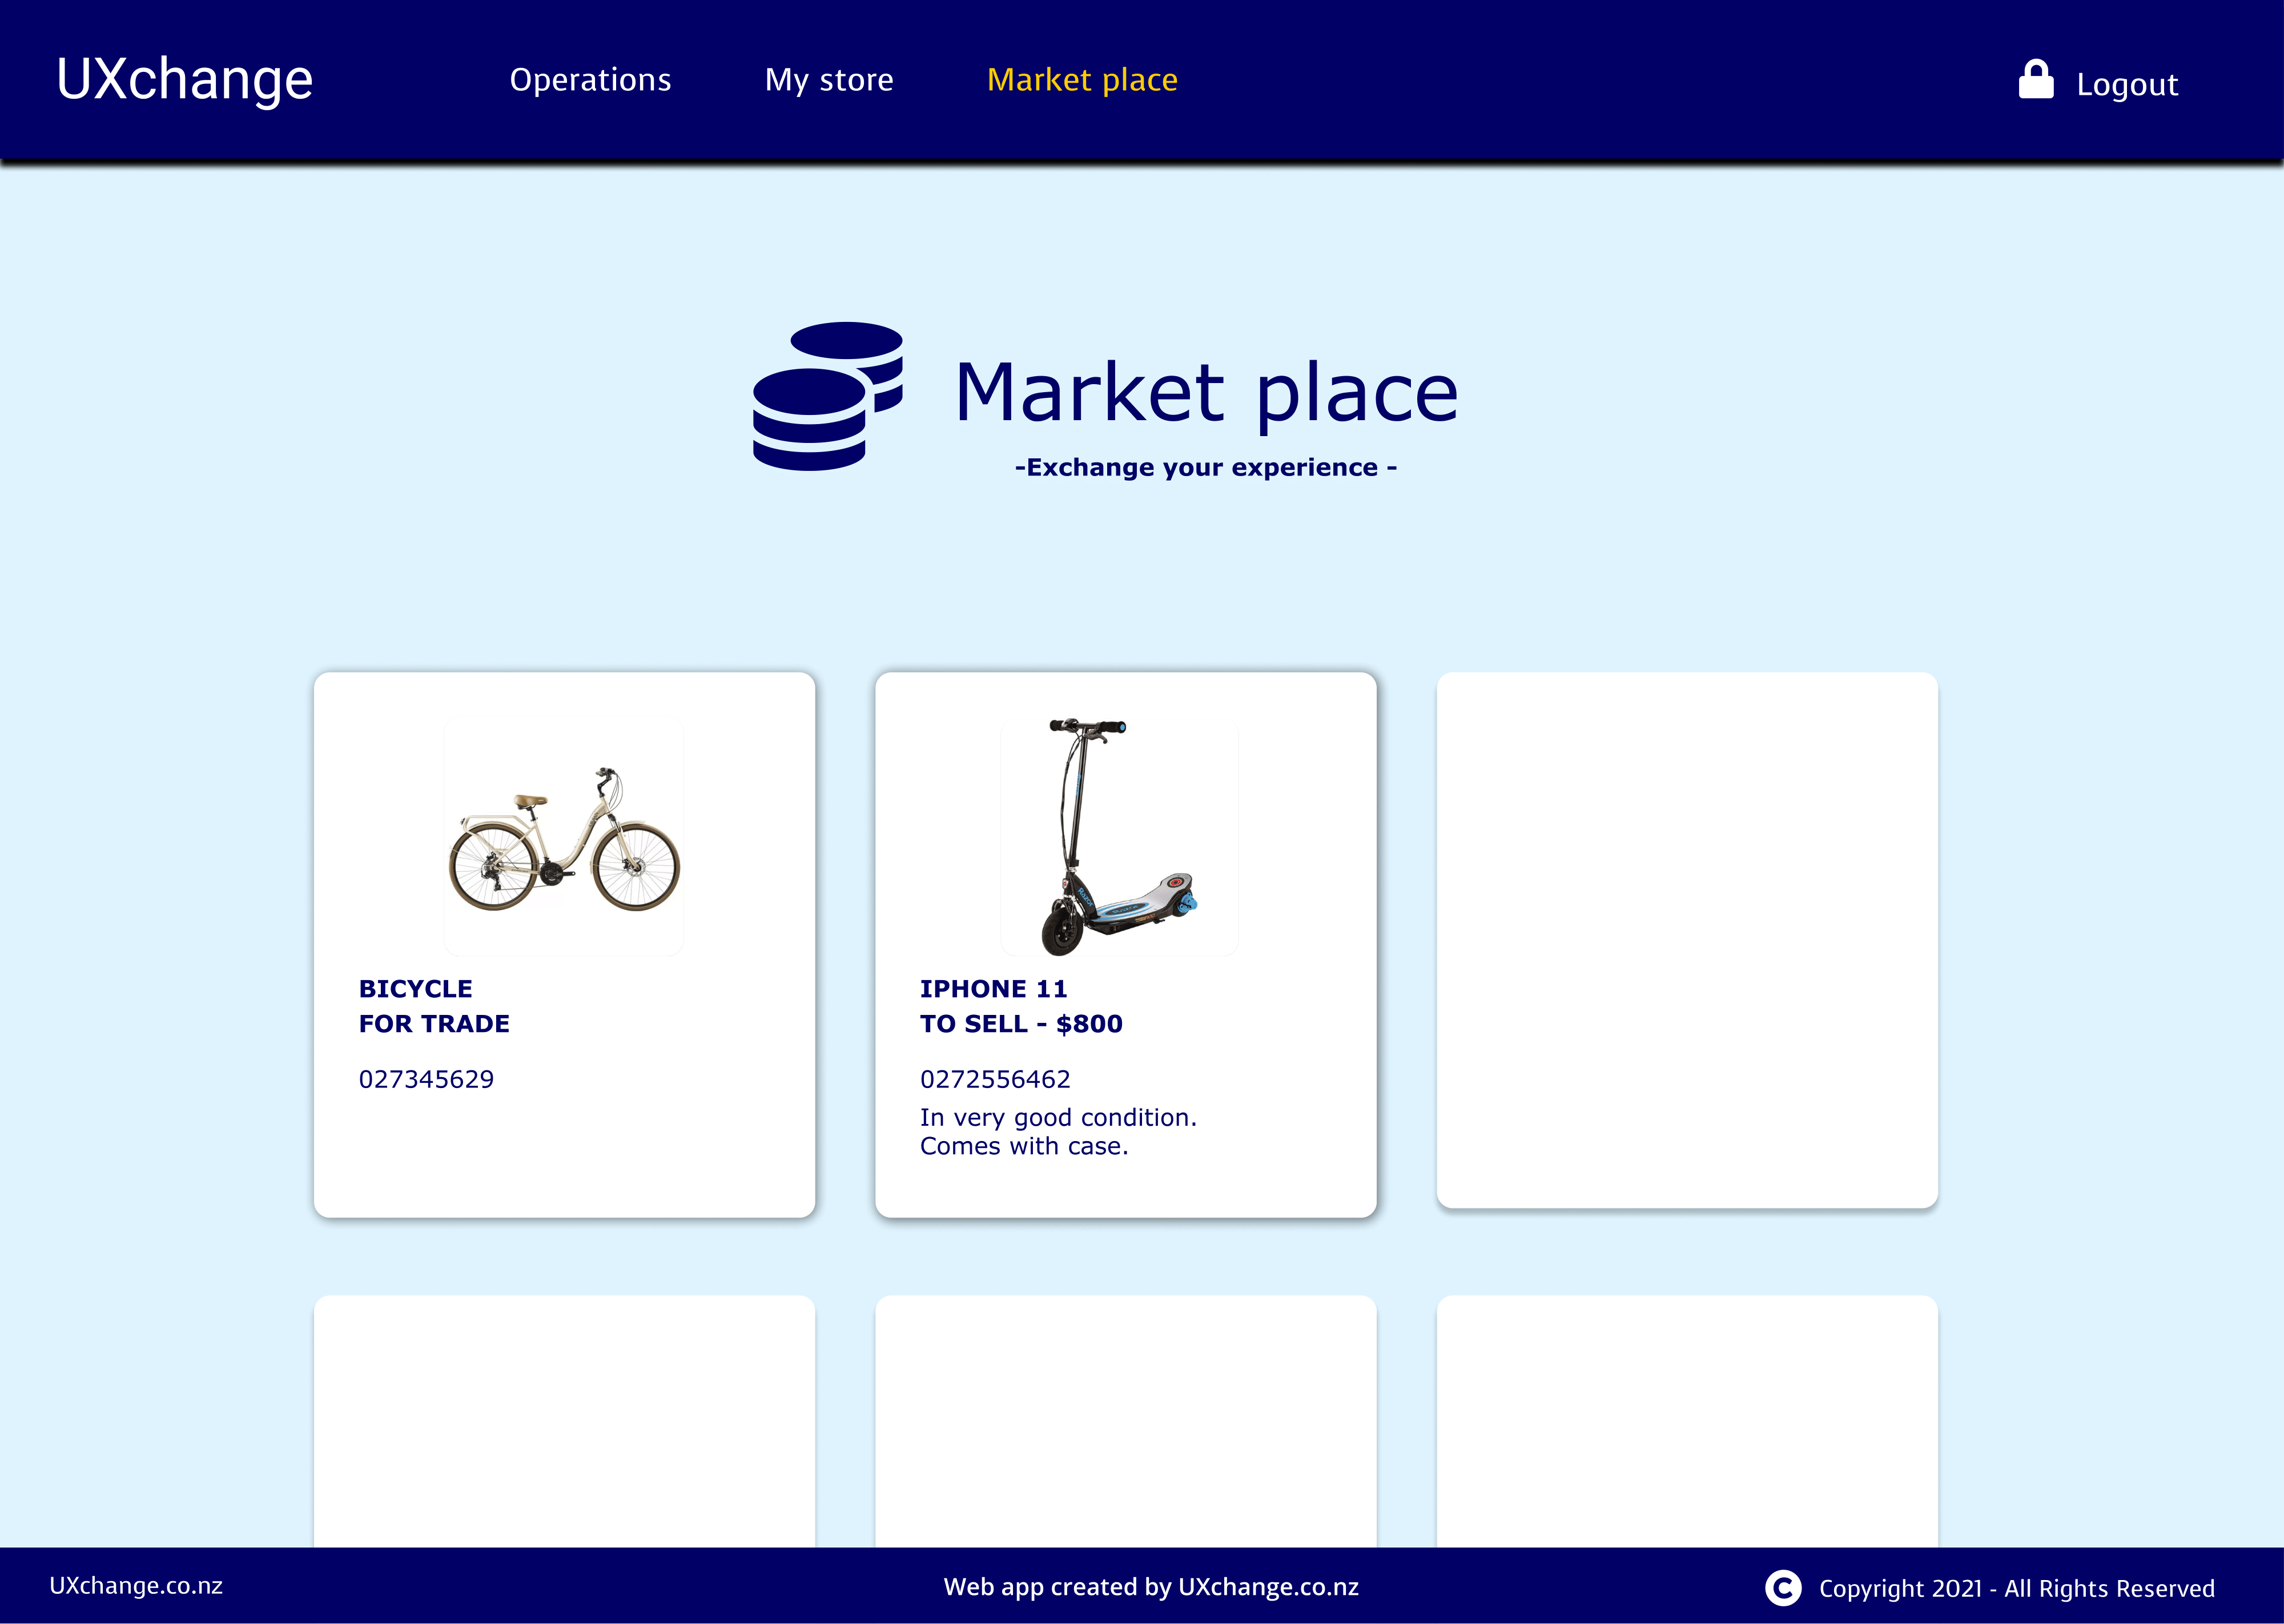 UXchange
Operations
My store
Market place
Logout
Market place
-Exchange your experience -
BICYCLE
FOR TRADE
027345629
IPHONE 11
TO SELL - $800
0272556462
In very good condition.
Comes with case.
UXchange.co.nz
Web app created by UXchange.co.nz
Copyright 2021 - All Rights Reserved